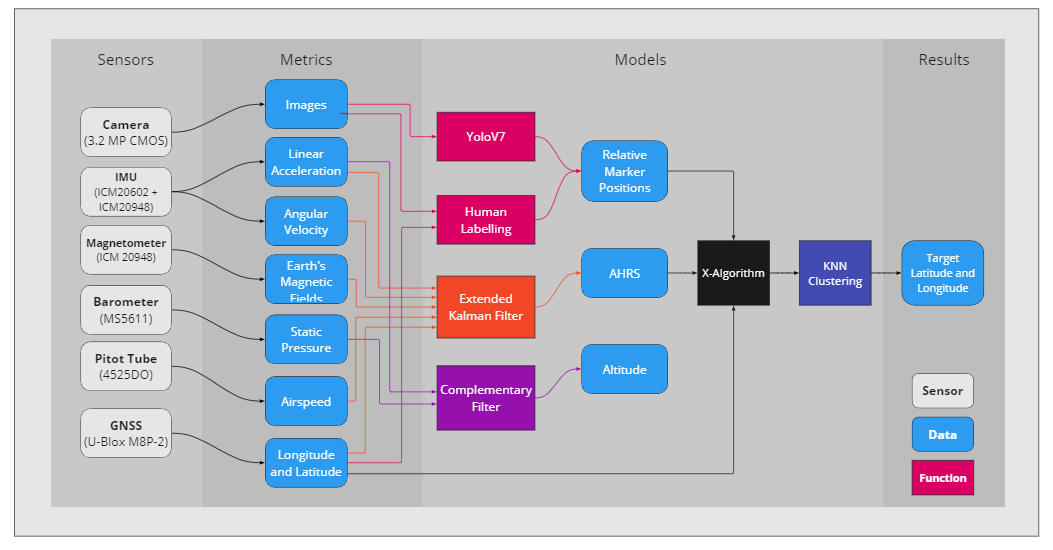 Sensors
Metrics
Models
Results
Camera
(3.2 MP CMOS)
IMU
(ICM20602 +
ICM20948)
Magnetometer
(ICM 20948)
Barometer
(MS5611)
Pitot Tube
(4525DO)
GNSS
(U-Blox M8P-2)
Images
Linear
Acceleration
Angular
Velocity
Earth's
Magnetic
Fields
Static
Pressure
Airspeed
Longitude
and Latitude
YoloV7
Human
Labelling
Extended
Kalman Filter
Complementary
Filter
Relative
Marker
Positions
AHRS
Altitude
X-Algorithm
KNN
Clustering
Target
Latitude and
Longitude
Sensor
Data
Function